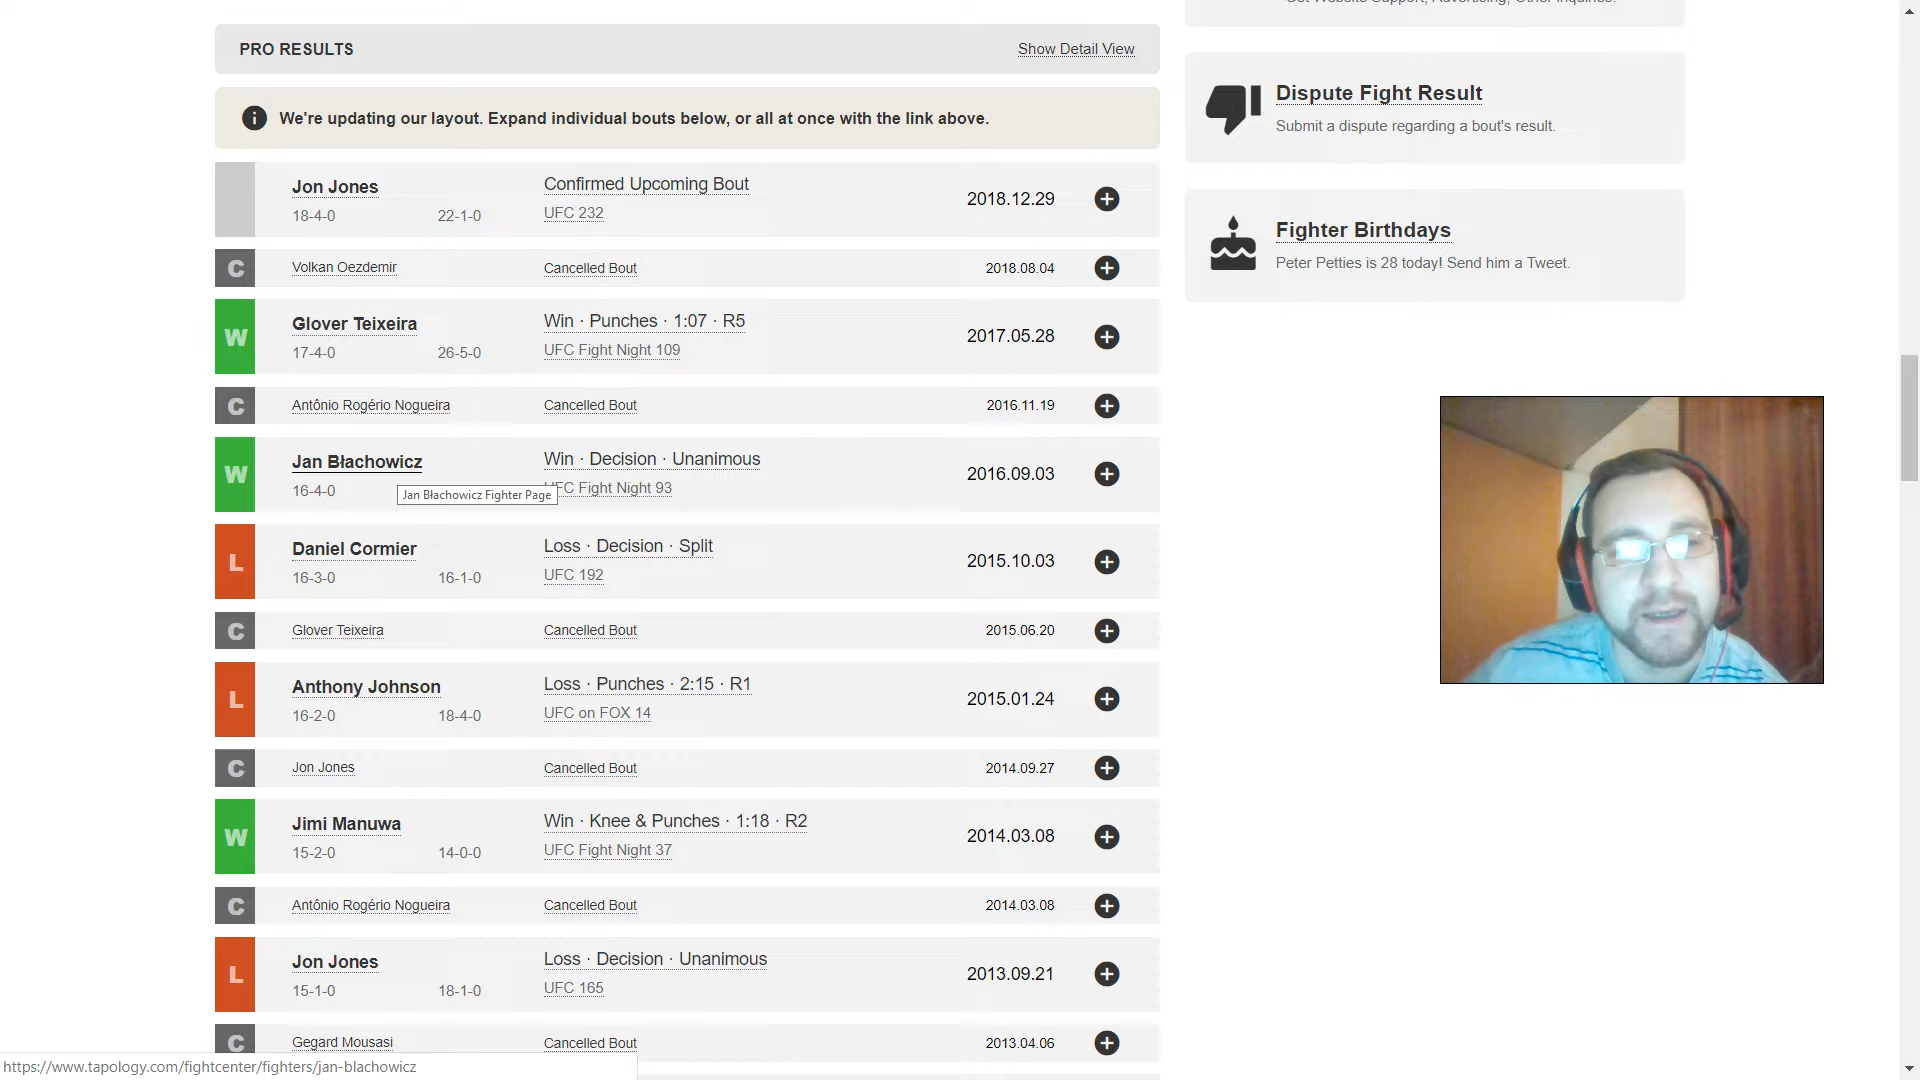 Get Website Support, Advertising, Other Inquiries.
PRO RESULTS
Show Detail View
We're updating our layout. Expand individual bouts below, or all at once with the link above.
Jon Jones
Confirmed Upcoming Bout
2018.12.29
18-4-0 22-1-0
UFC 232
C
Volkan Oezdemir
Cancelled Bout
2018.08.04
W
Glover Teixeira
Win · Punches · 1:07 · R5
2017.05.28
17-4-0 26-5-0
UFC Fight Night 109
C
Antônio Rogério Nogueira
Cancelled Bout
2016.11.19
W
Jan Błachowicz
Win · Decision · Unanimous
2016.09.03
16-4-0
Jan Błachowicz Fighter Page
UFC Fight Night 93
L
Daniel Cormier
Loss · Decision · Split
2015.10.03
16-3-0 16-1-0
UFC 192
C
Glover Teixeira
Cancelled Bout
2015.06.20
L
Anthony Johnson
Loss · Punches · 2:15 · R1
2015.01.24
16-2-0 18-4-0
UFC on FOX 14
C
Jon Jones
Cancelled Bout
2014.09.27
W
Jimi Manuwa
Win · Knee & Punches · 1:18 · R2
2014.03.08
15-2-0 14-0-0
UFC Fight Night 37
C
Antônio Rogério Nogueira
Cancelled Bout
2014.03.08
L
Jon Jones
Loss · Decision · Unanimous
2013.09.21
15-1-0 18-1-0
UFC 165
C
Gegard Mousasi
Cancelled Bout
2013.04.06
https://www.tapology.com/fightcenter/fighters/jan-blachowicz
Dispute Fight Result
Submit a dispute regarding a bout's result.
Fighter Birthdays
Peter Petties is 28 today! Send him a Tweet.